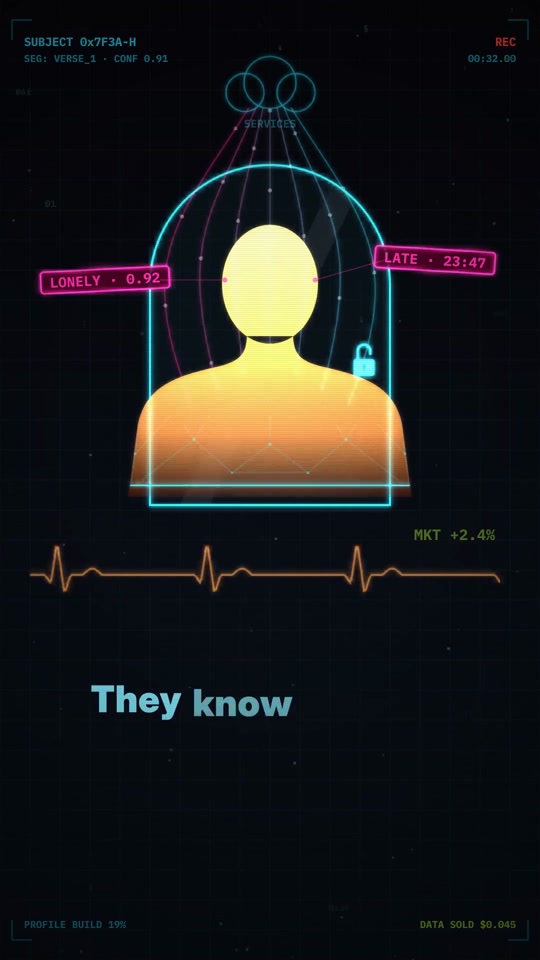 SUBJECT 0x7F3A-H
REC
SEG: VERSE_1 · CONF 0.91
00:32.00
SERVICES
LATE · 23:47
LONELY · 0.92
MKT +2.4%
They know
PROFILE BUILD 19%
DATA SOLD $0.045